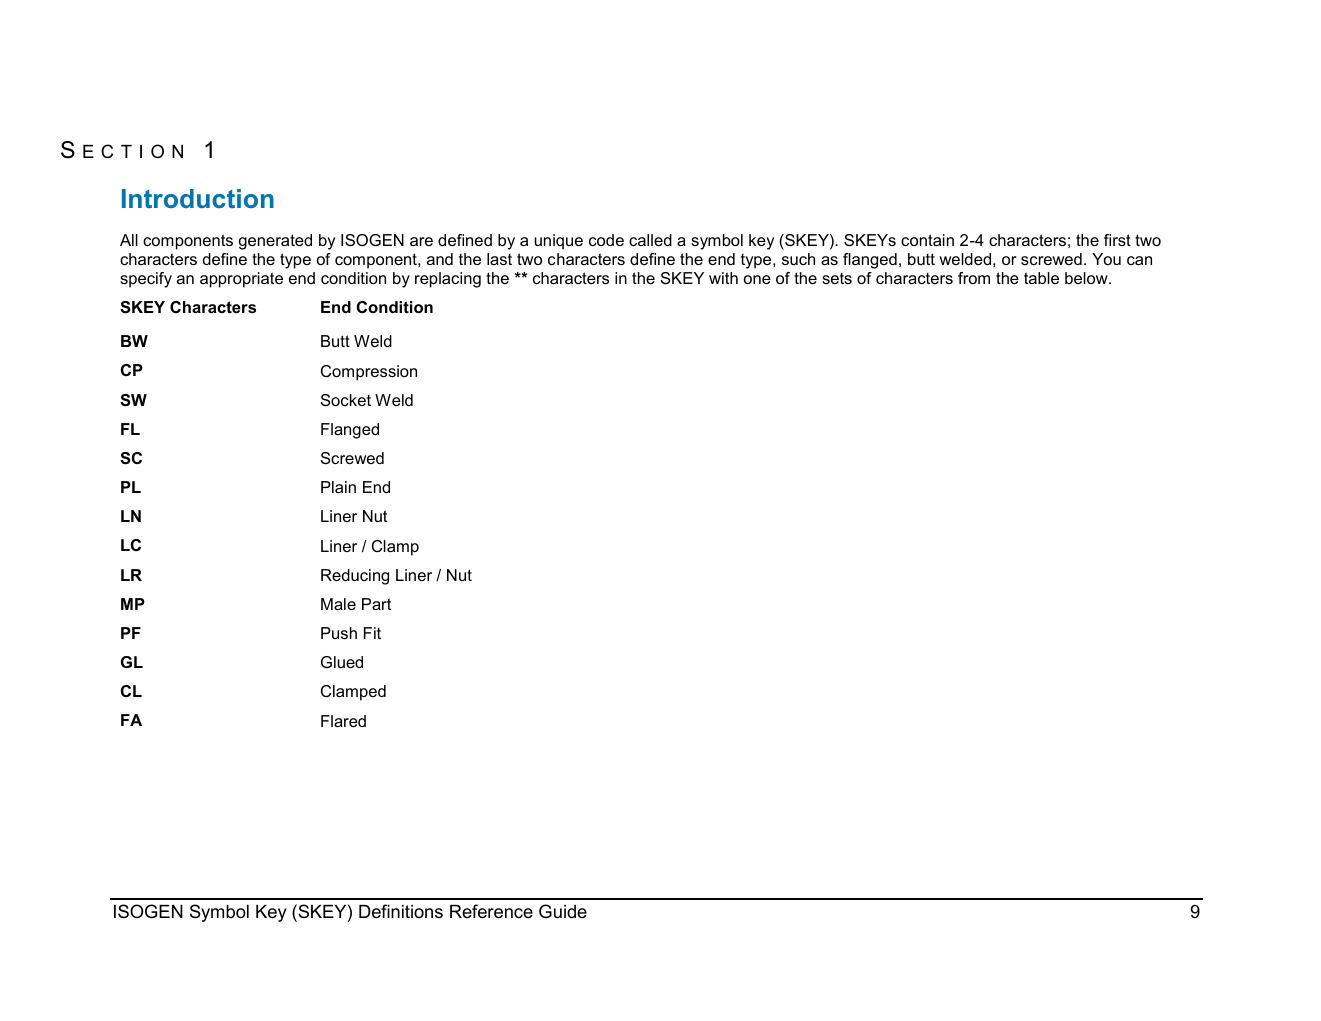 SECTION 1
Introduction
All components generated by ISOGEN are defined by a unique code called a symbol key (SKEY). SKEYs contain 2-4 characters; the first two
characters define the type of component, and the last two characters define the end type, such as flanged, butt welded, or screwed. You can
specify an appropriate end condition by replacing the ** characters in the SKEY with one of the sets of characters from the table below.
SKEY Characters End Condition
BW Butt Weld
CP Compression
SW Socket Weld
FL Flanged
SC Screwed
PL Plain End
LN Liner Nut
LC Liner / Clamp
LR Reducing Liner / Nut
MP Male Part
PF Push Fit
GL Glued
CL Clamped
FA Flared
ISOGEN Symbol Key (SKEY) Definitions Reference Guide 9